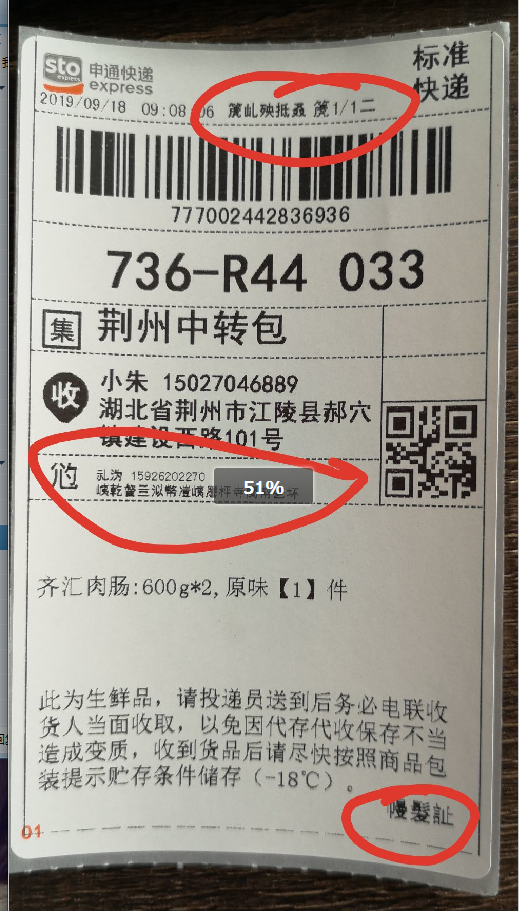 sto
express
申通快递
express
标准
快递
2019/09/18 09:08 06 1/1
777002442836936
736-R44 033
集 荆州中转包
收
小朱 15027046889
湖北省荆州市江陵县郝穴
镇建设西路101号
15926202270
51%
齐汇肉肠:600g*2,原味【1】件
此为生鲜品，请投递员送到后务必电联收
货人当面收取，以免因代存代收保存不当
造成变质，收到货品后请尽快按照商品包
装提示贮存条件储存（-18℃）。
01